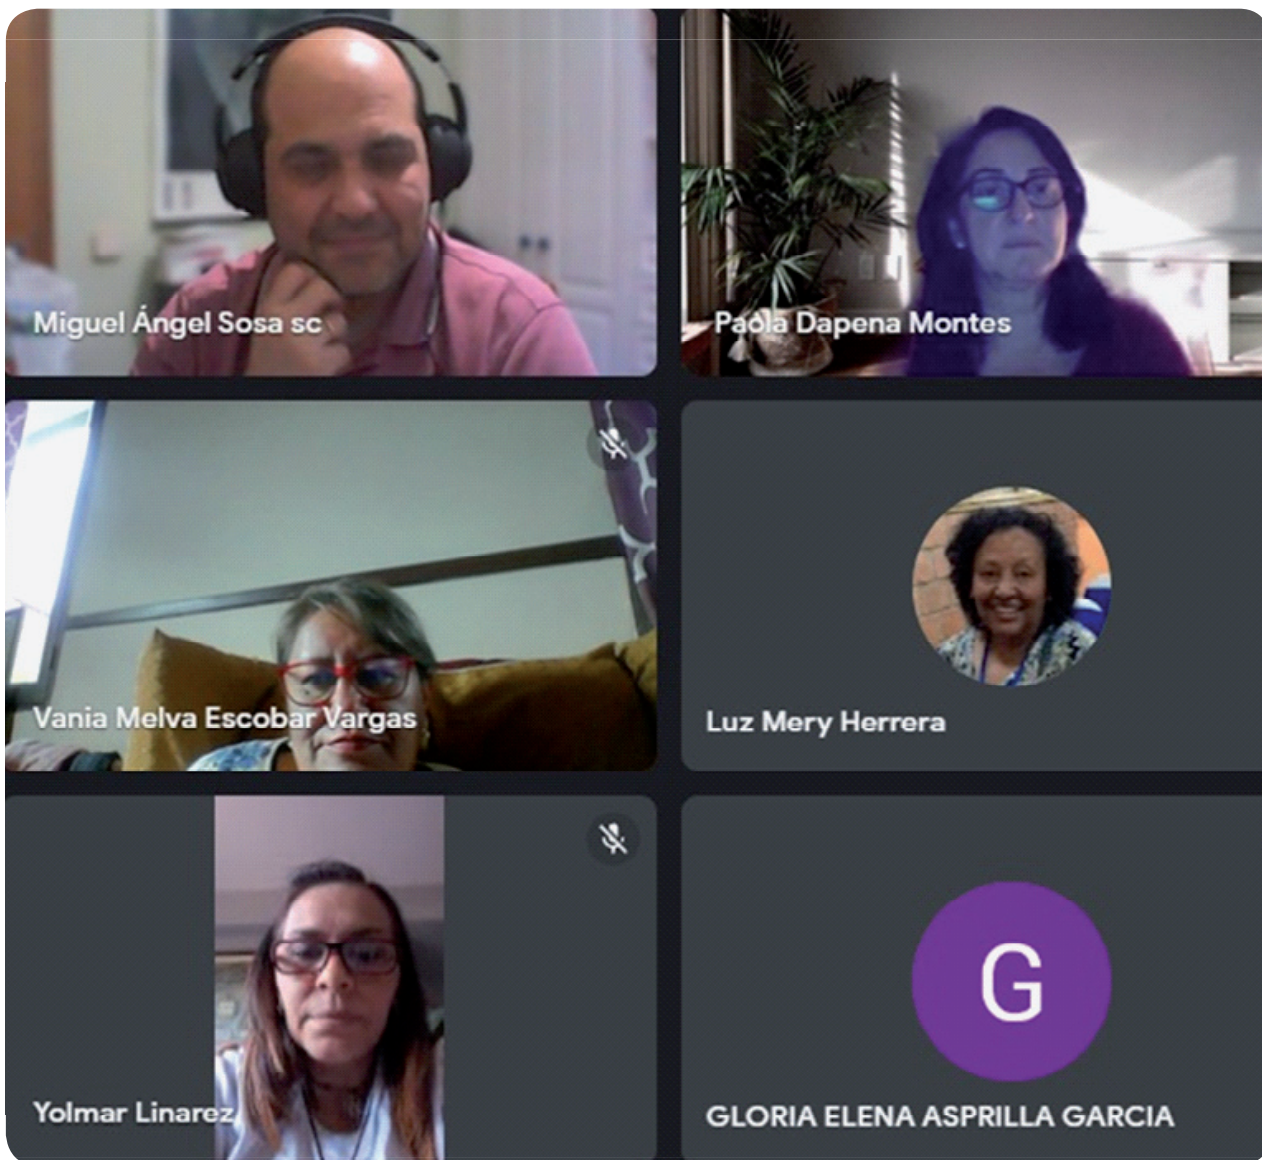 Miguel Ángel Sosa sc
Paola Dapena Montes
Vania Melva Escobar Vargas
Luz Mery Herrera
Yolmar Linarez
G
GLORIA ELENA ASPRILLA GARCIA